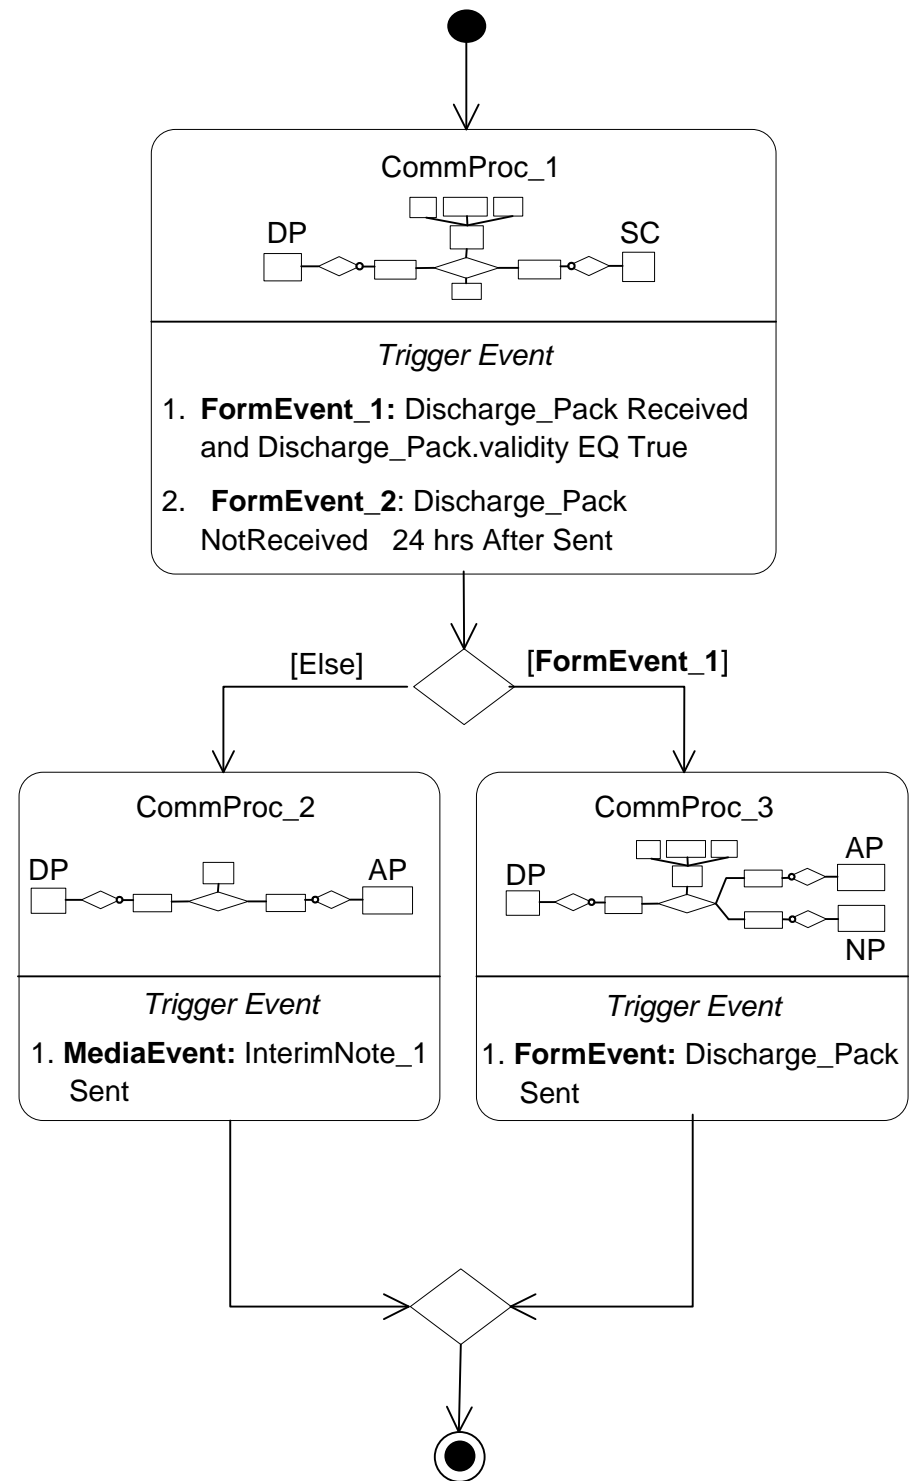 CommProc_1
DP
SC
Trigger Event
1. FormEvent_1: Discharge_Pack Received
and Discharge_Pack.validity EQ True
2. FormEvent_2: Discharge_Pack
NotReceived 24 hrs After Sent
[Else]
[FormEvent_1]
CommProc_2
DP
AP
Trigger Event
1. MediaEvent: InterimNote_1
Sent
CommProc_3
DP
AP
NP
Trigger Event
1. FormEvent: Discharge_Pack
Sent